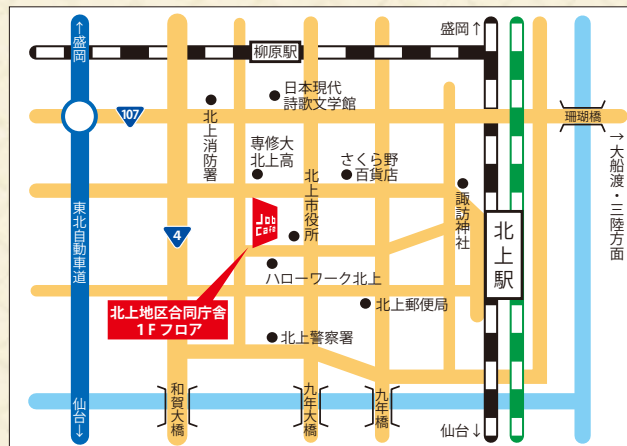 ↑盛岡
盛岡↑
柳原駅
日本現代
詩歌文学館
107
北上消防署
珊瑚橋
→大船渡・三陸方面
専修大
北上高
さくら野
百貨店
北上市役所
諏訪神社
東北自動車道
4
Job
Cafe
北上駅
ハローワーク北上
北上地区合同庁舎
1Fフロア
北上郵便局
北上警察署
和賀大橋
九年大橋
九年橋
仙台↓
仙台↓